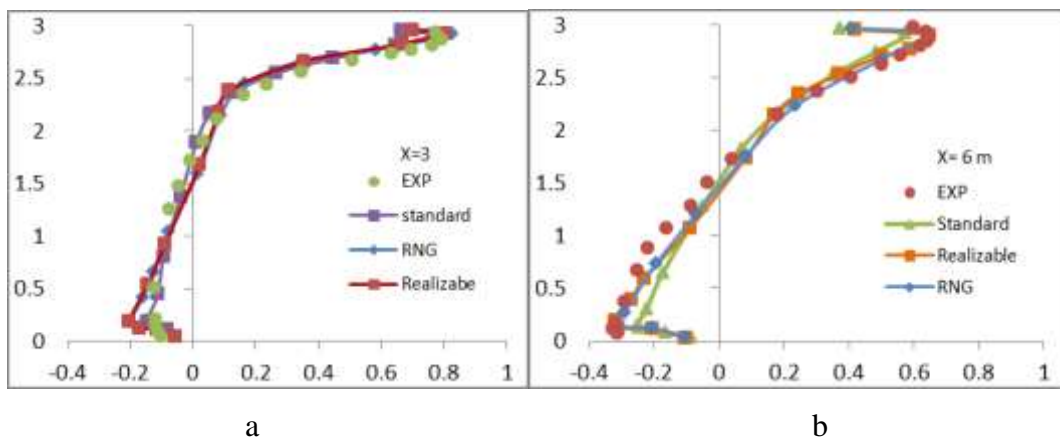 3
2.5
2
1.5
1
0.5
0
-0.4 -0.2 0 0.2 0.4 0.6 0.8 1
X=3
EXP
standard
RNG
Realizabe
3
2.5
2
1.5
1
0.5
0
-0.4 -0.2 0 0.2 0.4 0.6 0.8 1
X= 6 m
EXP
Standard
Realizable
RNG
a b